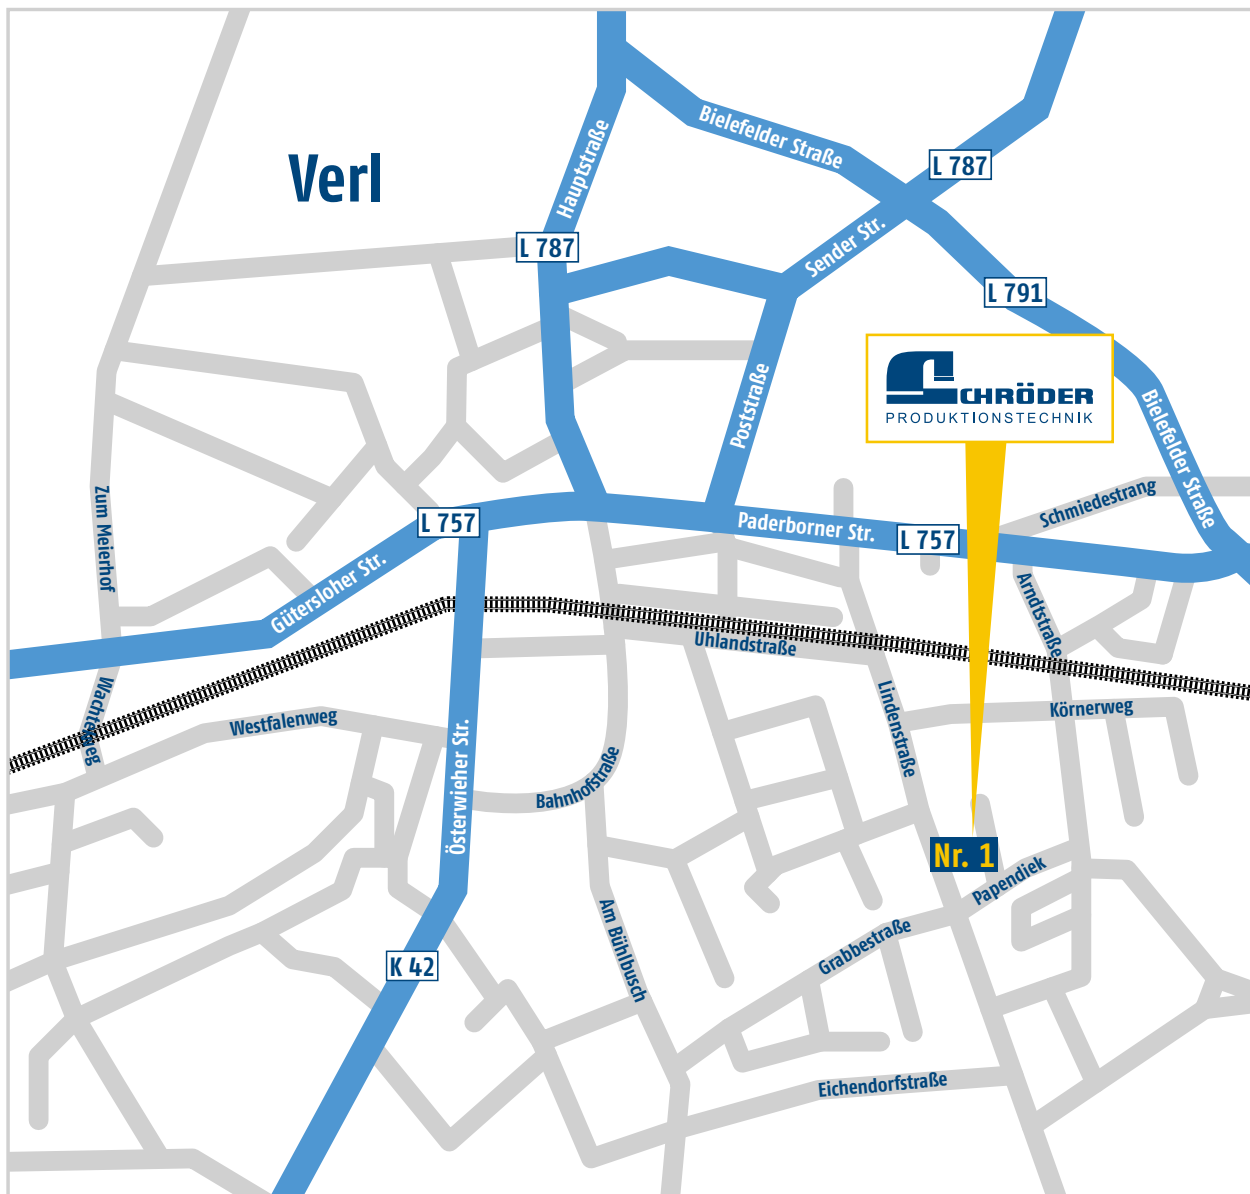 Bielefelder Straße
Hauptstraße
Verl
L 787
Sender Str.
L 787
L 791
SCHRÖDER
PRODUKTIONSTECHNIK
Poststraße
Bielefelder Straße
Zum Meierhof
Schmiedestrang
L 757
Paderborner Str.
L 757
Gütersloher Str.
Arndtstraße
Uhlandstraße
Wachtelweg
Westfalenweg
Lindenstraße
Körnerweg
Österwieher Str.
Bahnhofstraße
Nr. 1
Papendiek
Am Bühlbusch
Grabbestraße
K 42
Eichendorfstraße